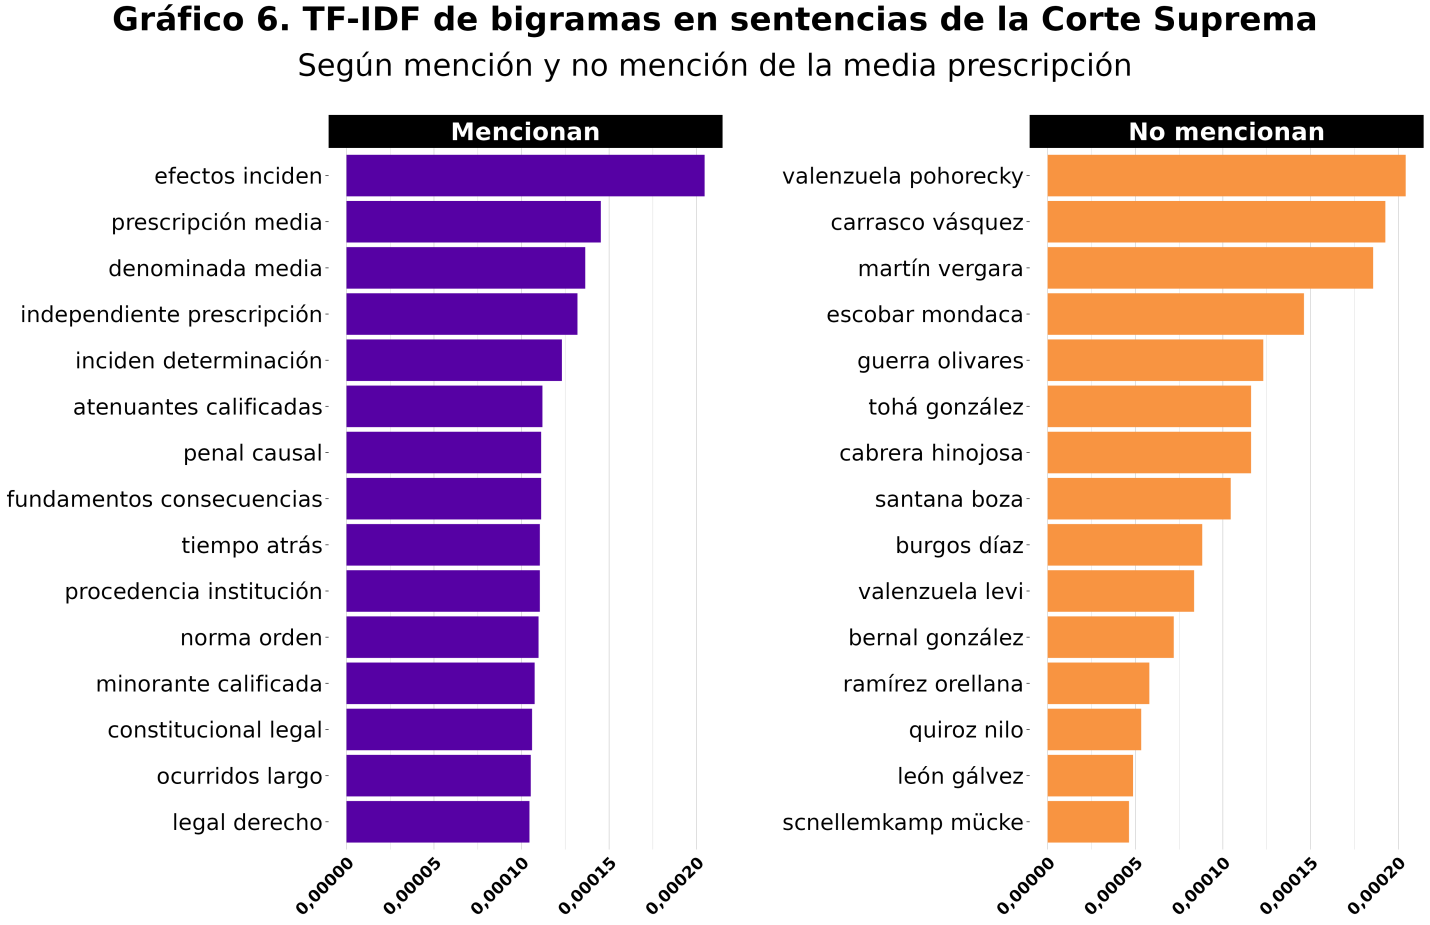 Gráfico 6. TF-IDF de bigramas en sentencias de la Corte Suprema
Según mención y no mención de la media prescripción
Mencionan
efectos inciden
prescripción media
denominada media
independiente prescripción
inciden determinación
atenuantes calificadas
penal causal
fundamentos consecuencias
tiempo atrás
procedencia institución
norma orden
minorante calificada
constitucional legal
ocurridos largo
legal derecho
0,00000
0,00005
0,00010
0,00015
0,00020
No mencionan
valenzuela pohorecky
carrasco vásquez
martín vergara
escobar mondaca
guerra olivares
tohá gonzález
cabrera hinojosa
santana boza
burgos díaz
valenzuela levi
bernal gonzález
ramírez orellana
quiroz nilo
león gálvez
scnellemkamp mücke
0,00000
0,00005
0,00010
0,00015
0,00020